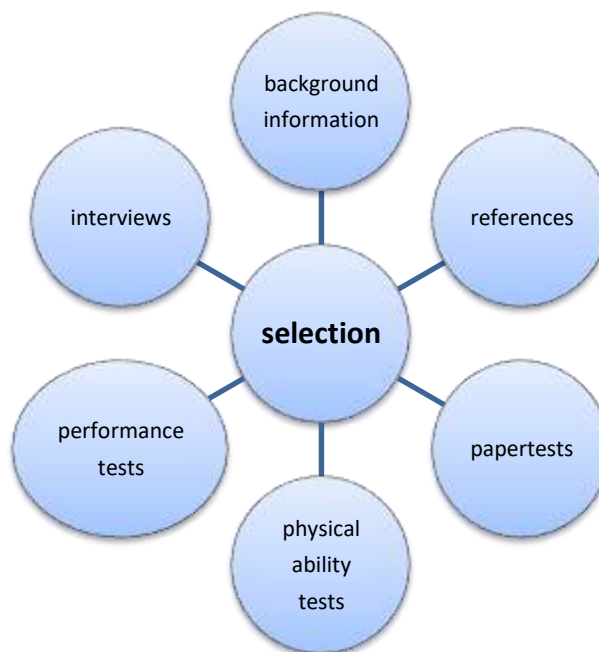 background
information
interviews
references
selection
performance
tests
papertests
physical
ability
tests